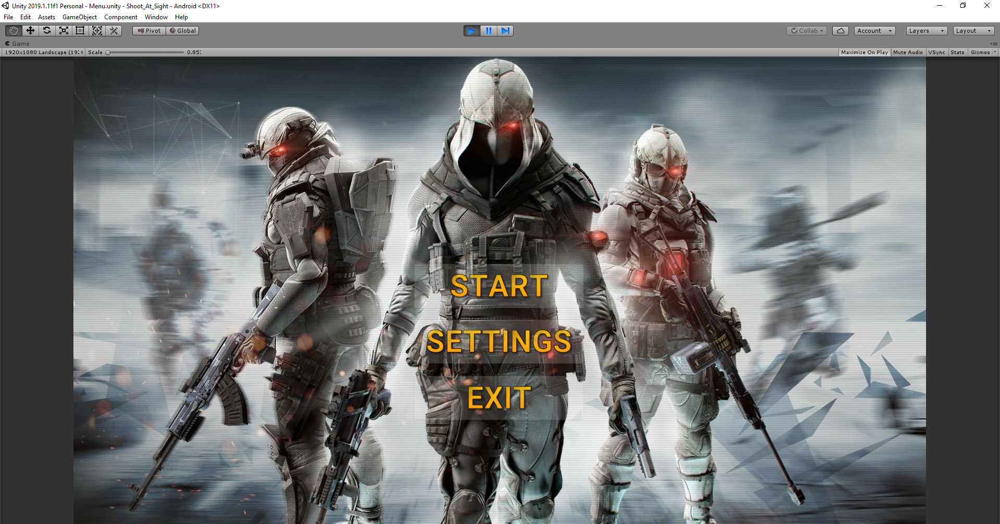 Unity 2019.1.11f1 Personal - Menu.unity - Shoot_At_Sight - Android <DX11>
File Edit Assets GameObject Component Window Help
Pivot Global Collab Account Layers Layout
Game
1920x1080 Landscape (192 Scale 0.85 Maximize On Play Mute Audio VSync Stats Gizmos
START
SETTINGS
EXIT